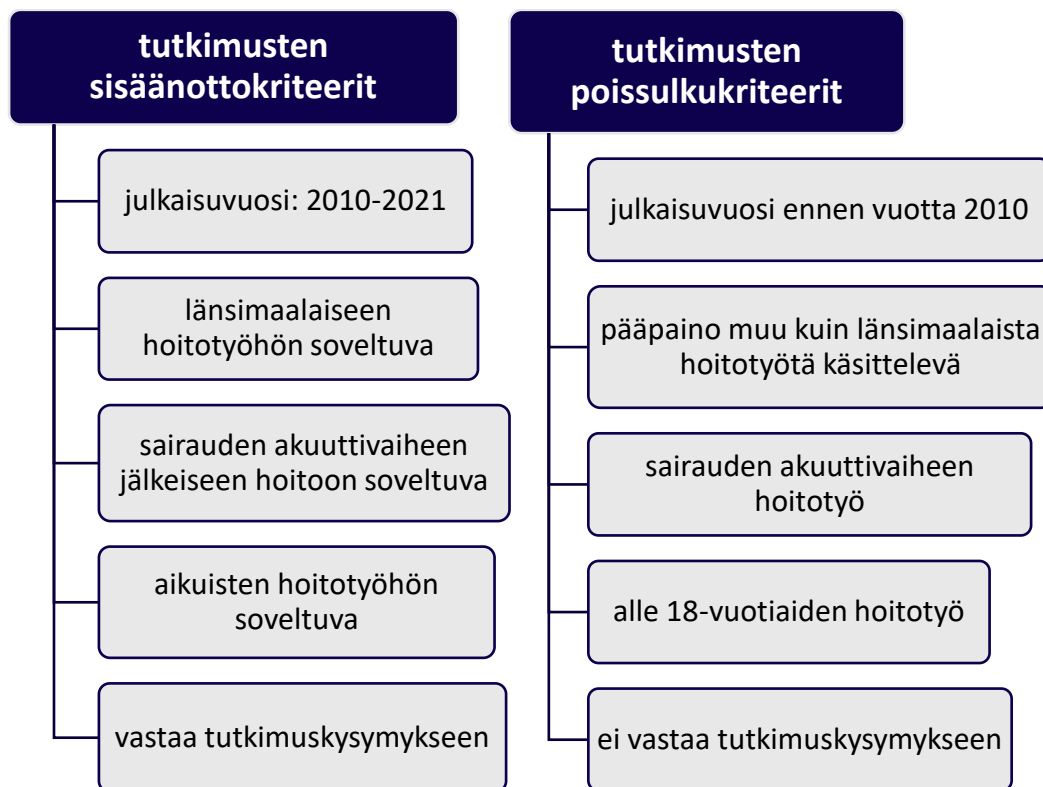 tutkimusten
sisäänottokriteerit
julkaisuvuosi: 2010-2021
länsimaalaiseen
hoitotyöhön soveltuva
sairauden akuuttivaiheen
jälkeiseen hoitoon soveltuva
aikuisten hoitotyöhön
soveltuva
vastaa tutkimuskysymykseen
tutkimusten
poissulkukriteerit
julkaisuvuosi ennen vuotta 2010
pääpaino muu kuin länsimaalaista
hoitotyötä käsittelevä
sairauden akuuttivaiheen
hoitotyö
alle 18-vuotiaiden hoitotyö
ei vastaa tutkimuskysymykseen